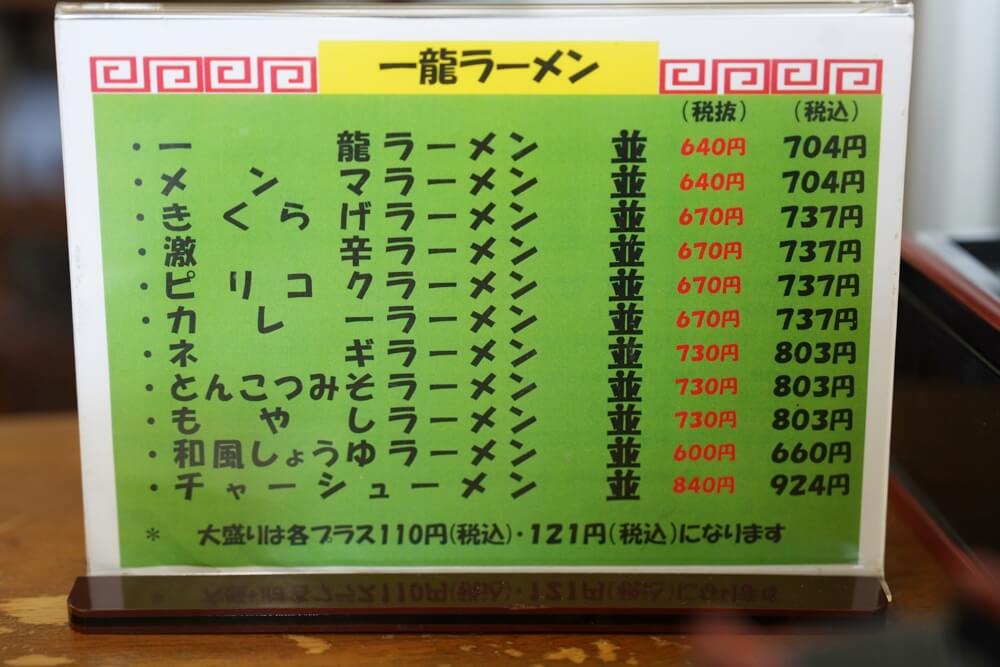 一龍ラーメン
(税抜) (税込)
・一龍ラーメン 並 640円 704円
・メンマラーメン 並 640円 704円
・きくらげラーメン 並 670円 737円
・激辛ラーメン 並 670円 737円
・ピリコクラーメン 並 670円 737円
・カレーラーメン 並 670円 737円
・ネギラーメン 並 730円 803円
・とんこつみそラーメン 並 730円 803円
・もやしラーメン 並 730円 803円
・和風しょうゆラーメン 並 600円 660円
・チャーシューメン 並 840円 924円
* 大盛りは各プラス110円(税込)・121円(税込)になります